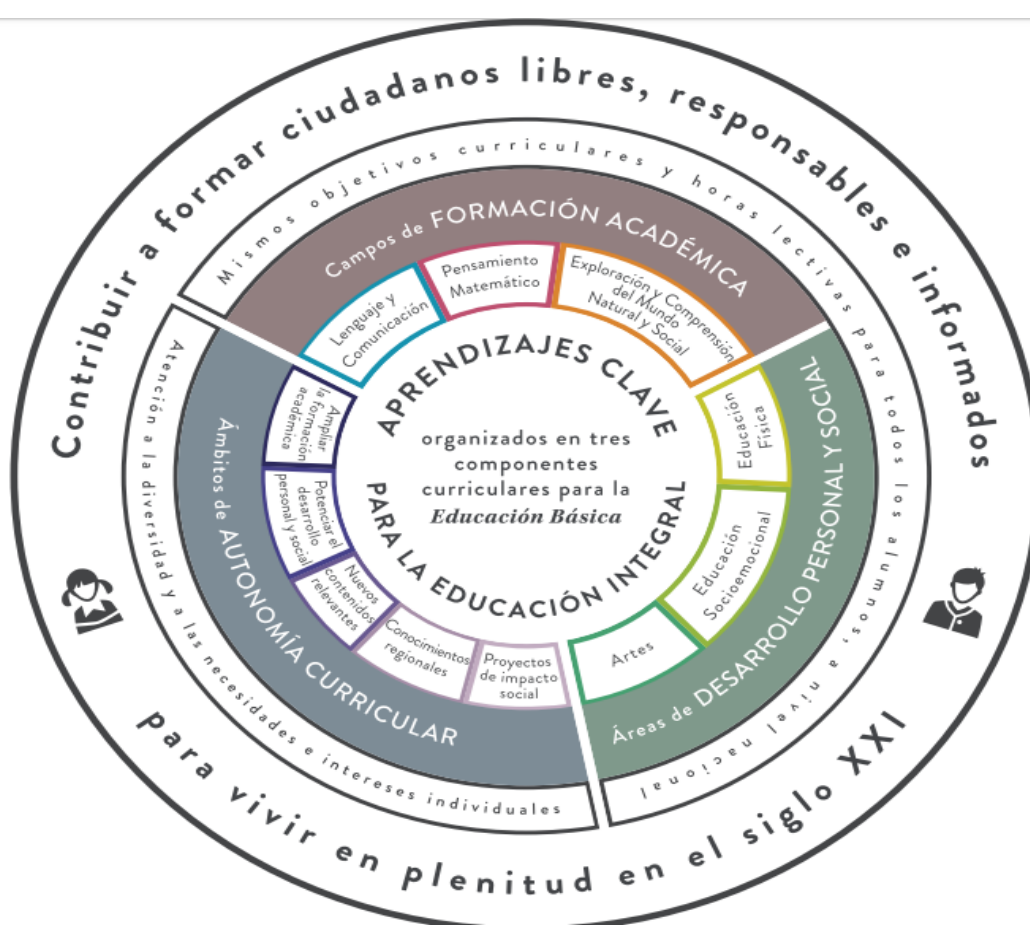 Contribuir a formar ciudadanos libres, responsables e informados
para vivir en plenitud en el siglo XXI
Mismos objetivos curriculares y horas lectivas para todos los alumnos, a nivel nacional
Atención a la diversidad y a las necesidades e intereses individuales
Campos de FORMACIÓN ACADÉMICA
Lenguaje y
Comunicación
Pensamiento
Matemático
Exploración y Comprensión
del Mundo
Natural y Social
Áreas de DESARROLLO PERSONAL Y SOCIAL
Educación
Física
Educación
Socioemocional
Artes
Ámbitos de AUTONOMÍA CURRICULAR
Ampliar
la formación
académica
Potenciar el
desarrollo
personal y social
Nuevos
contenidos
relevantes
Conocimientos
regionales
Proyectos
de impacto
social
APRENDIZAJES CLAVE
organizados en tres
componentes
curriculares para la
Educación Básica
PARA LA EDUCACIÓN INTEGRAL